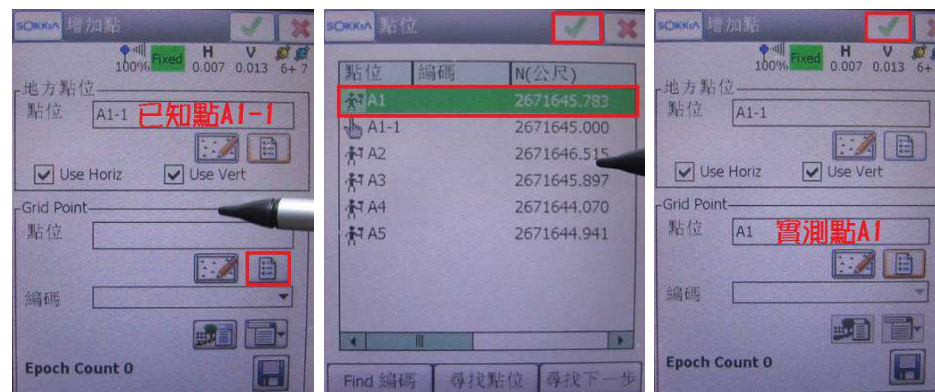 SOKKIA 增加點
100% Fixed H 0.007 V 0.013 6+ 7
地方點位
點位 A1-1 已知點A1-1
Use Horiz Use Vert
Grid Point
點位
編碼
Epoch Count 0
SOKKIA 點位
點位 編碼 N(公尺)
A1 2671645.783
A1-1 2671645.000
A2 2671646.515
A3 2671645.897
A4 2671644.070
A5 2671644.941
Find 編碼 尋找點位 尋找下一步
SOKKIA 增加點
100% Fixed H 0.007 V 0.013 6+
地方點位
點位 A1-1
Use Horiz Use Vert
Grid Point
點位 A1 實測點A1
編碼
Epoch Count 0